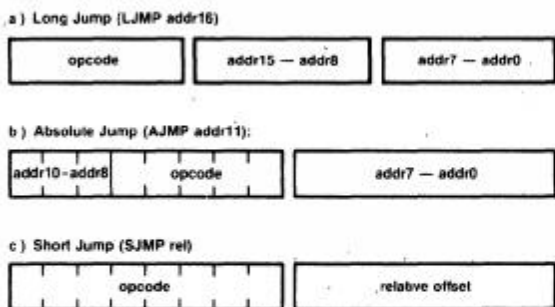 a ) Long Jump (LJMP addr16)
opcode addr15 — addr8 addr7 — addr0
b ) Absolute Jump (AJMP addr11):
addr10-addr8 opcode addr7 — addr0
c ) Short Jump (SJMP rel)
opcode relative offset